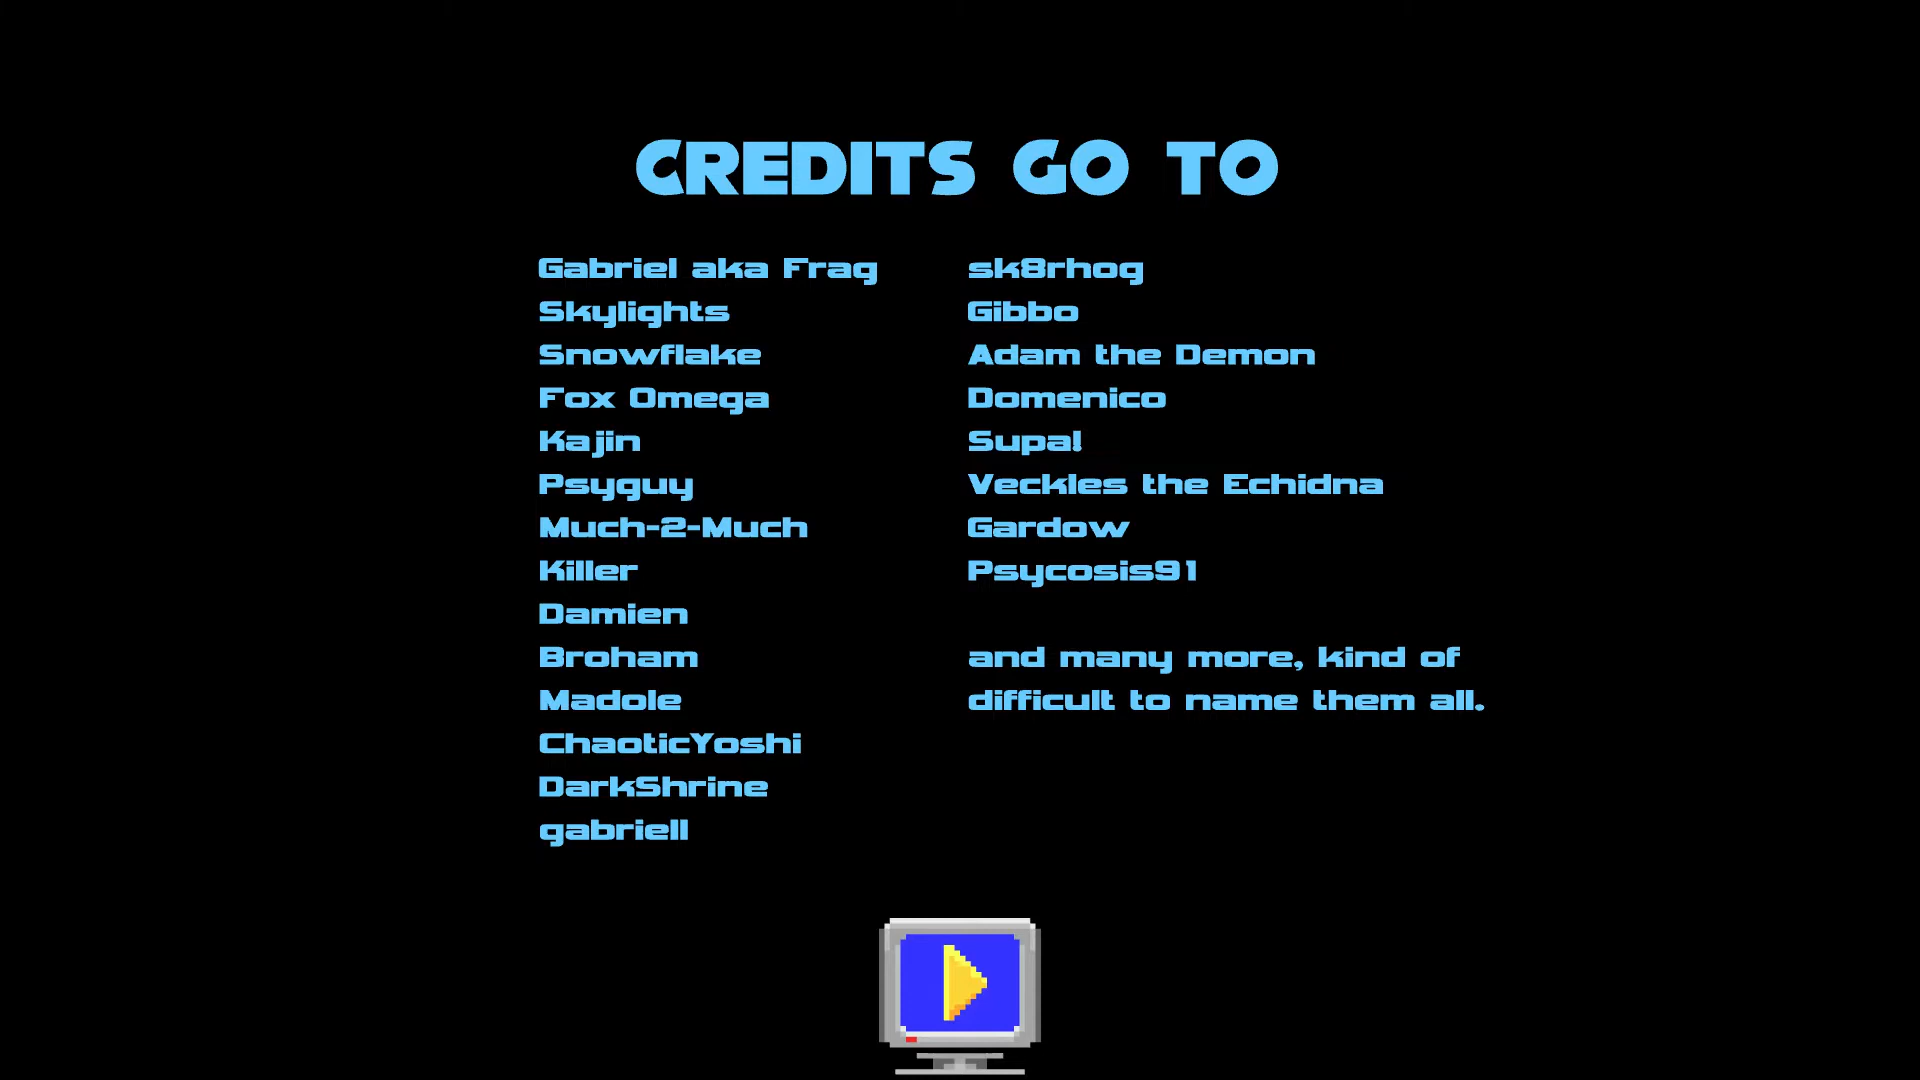 CREDITS GO TO
Gabriel aka Frag
Skylights
Snowflake
Fox Omega
Kajin
Psyguy
Much-2-Much
Killer
Damien
Broham
Madole
ChaoticYoshi
DarkShrine
gabriell
sk8rhog
Gibbo
Adam the Demon
Domenico
Supa!
Veckles the Echidna
Gardow
Psycosis91
and many more, kind of
difficult to name them all.